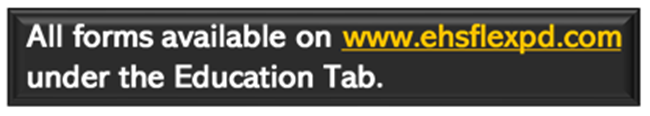 All forms available on www.ehsflexpd.com
under the Education Tab.